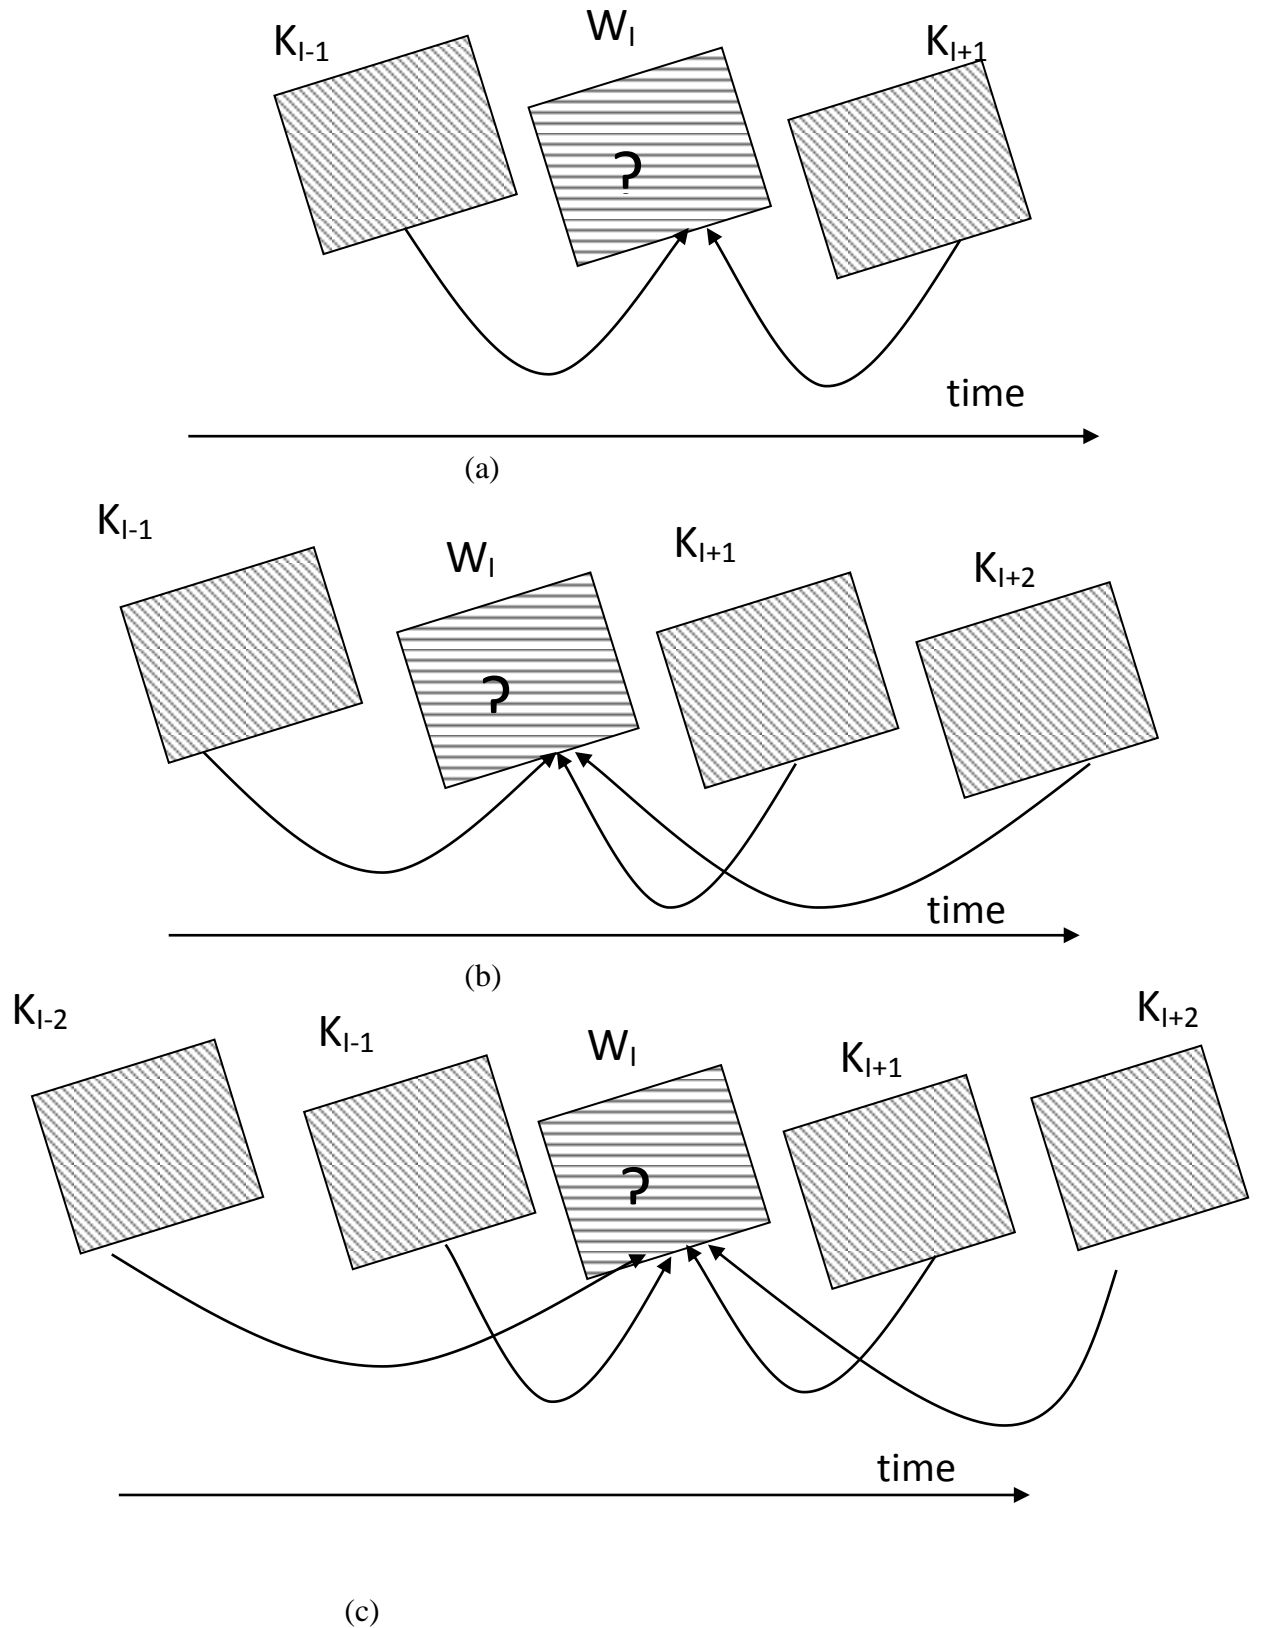 K_{l-1}
W_l
K_{l+1}
?
time
(a)
K_{l-1}
W_l
K_{l+1}
K_{l+2}
?
time
(b)
K_{l-2}
K_{l-1}
W_l
K_{l+1}
K_{l+2}
?
time
(c)